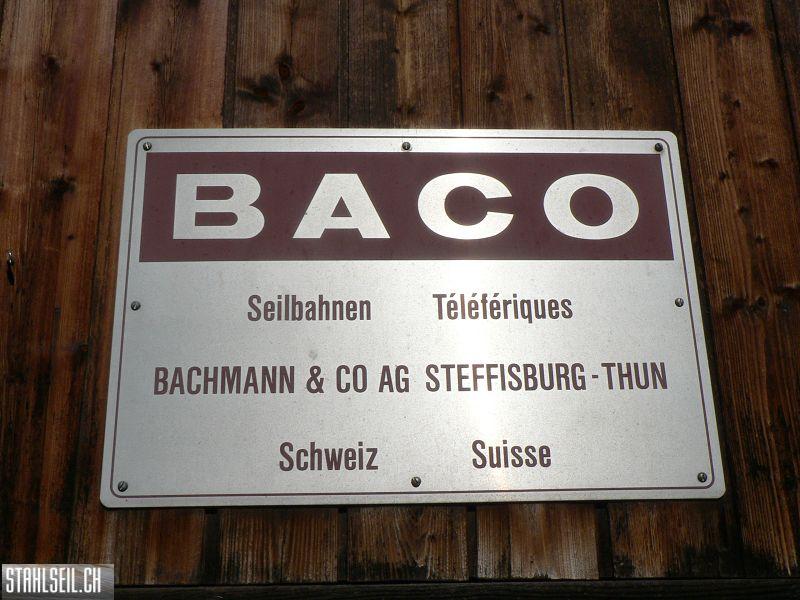 BACO
Seilbahnen Téléfériques
BACHMANN & CO AG STEFFISBURG-THUN
Schweiz Suisse
STAHLSEIL.CH